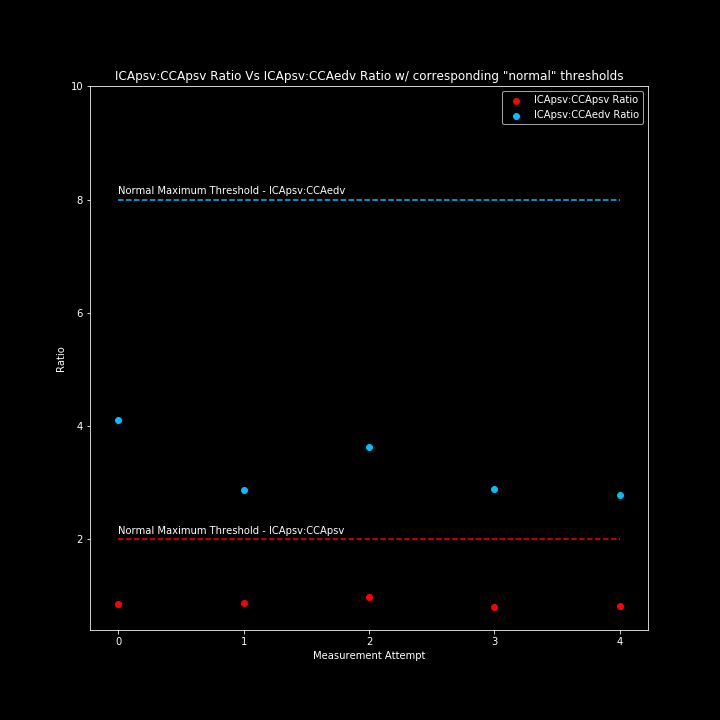 ICApsv:CCApsv Ratio Vs ICApsv:CCAedv Ratio w/ corresponding "normal" thresholds
10
ICApsv:CCApsv Ratio
ICApsv:CCAedv Ratio
Normal Maximum Threshold - ICApsv:CCAedv
8
6
Ratio
4
Normal Maximum Threshold - ICApsv:CCApsv
2
0 1 2 3 4
Measurement Attempt